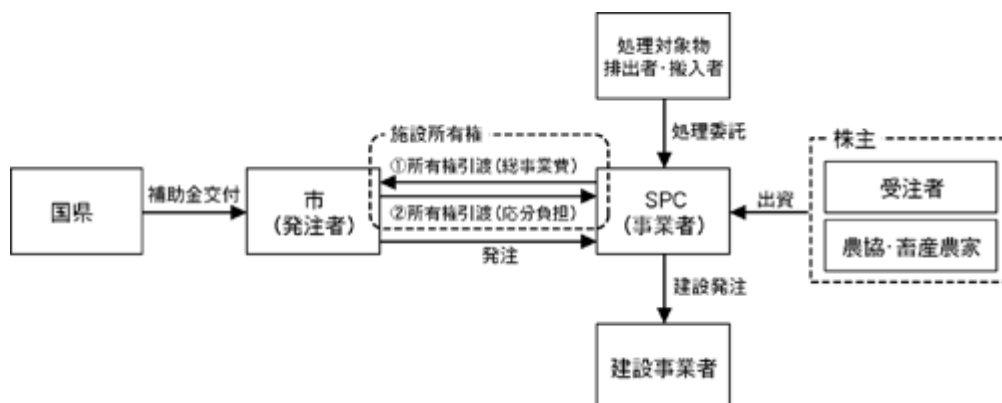 処理対象物
排出者・搬入者
施設所有権
処理委託
株主
①所有権引渡(総事業費)
国県
補助金交付
市
(発注者)
SPC
(事業者)
出資
受注者
②所有権引渡(応分負担)
農協・畜産農家
発注
建設発注
建設事業者